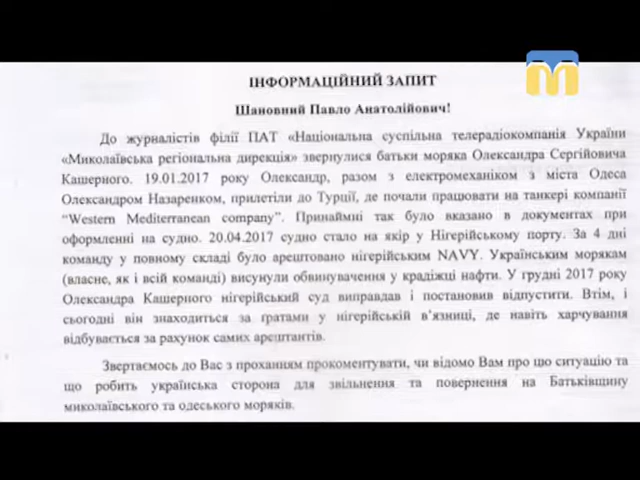 ІНФОРМАЦІЙНИЙ ЗАПИТ
Шановний Павло Анатолійович!
До журналістів філії ПАТ «Національна суспільна телерадіокомпанія України
«Миколаївська регіональна дирекція» звернулися батьки моряка Олександра Сергійовича
Кашерного. 19.01.2017 року Олександр, разом з електромеханіком з міста Одеса
Олександром Назаренком, прилетіли до Турції, де почали працювати на танкері компанії
“Western Mediterranean company”. Принаймні так було вказано в документах при
оформленні на судно. 20.04.2017 судно стало на якір у Нігерійському порту. За 4 дні
команду у повному складі було арештовано нігерійським NAVY. Українським морякам
(власне, як і всій команді) висунули обвинувачення у крадіжці нафти. У грудні 2017 року
Олександра Кашерного нігерійський суд виправдав і постановив відпустити. Втім, і
сьогодні він знаходиться за ґратами у нігерійській в’язниці, де навіть харчування
відбувається за рахунок самих арештантів.
Звертаємось до Вас з проханням прокоментувати, чи відомо Вам про цю ситуацію та
що робить українська сторона для звільнення та повернення на Батьківщину
миколаївського та одеського моряків.